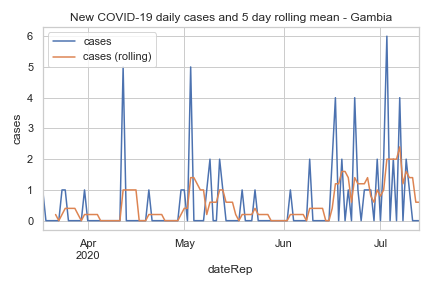 New COVID-19 daily cases and 5 day rolling mean - Gambia
cases
cases (rolling)
6
5
4
3
2
1
0
cases
Apr
2020
May
Jun
Jul
dateRep